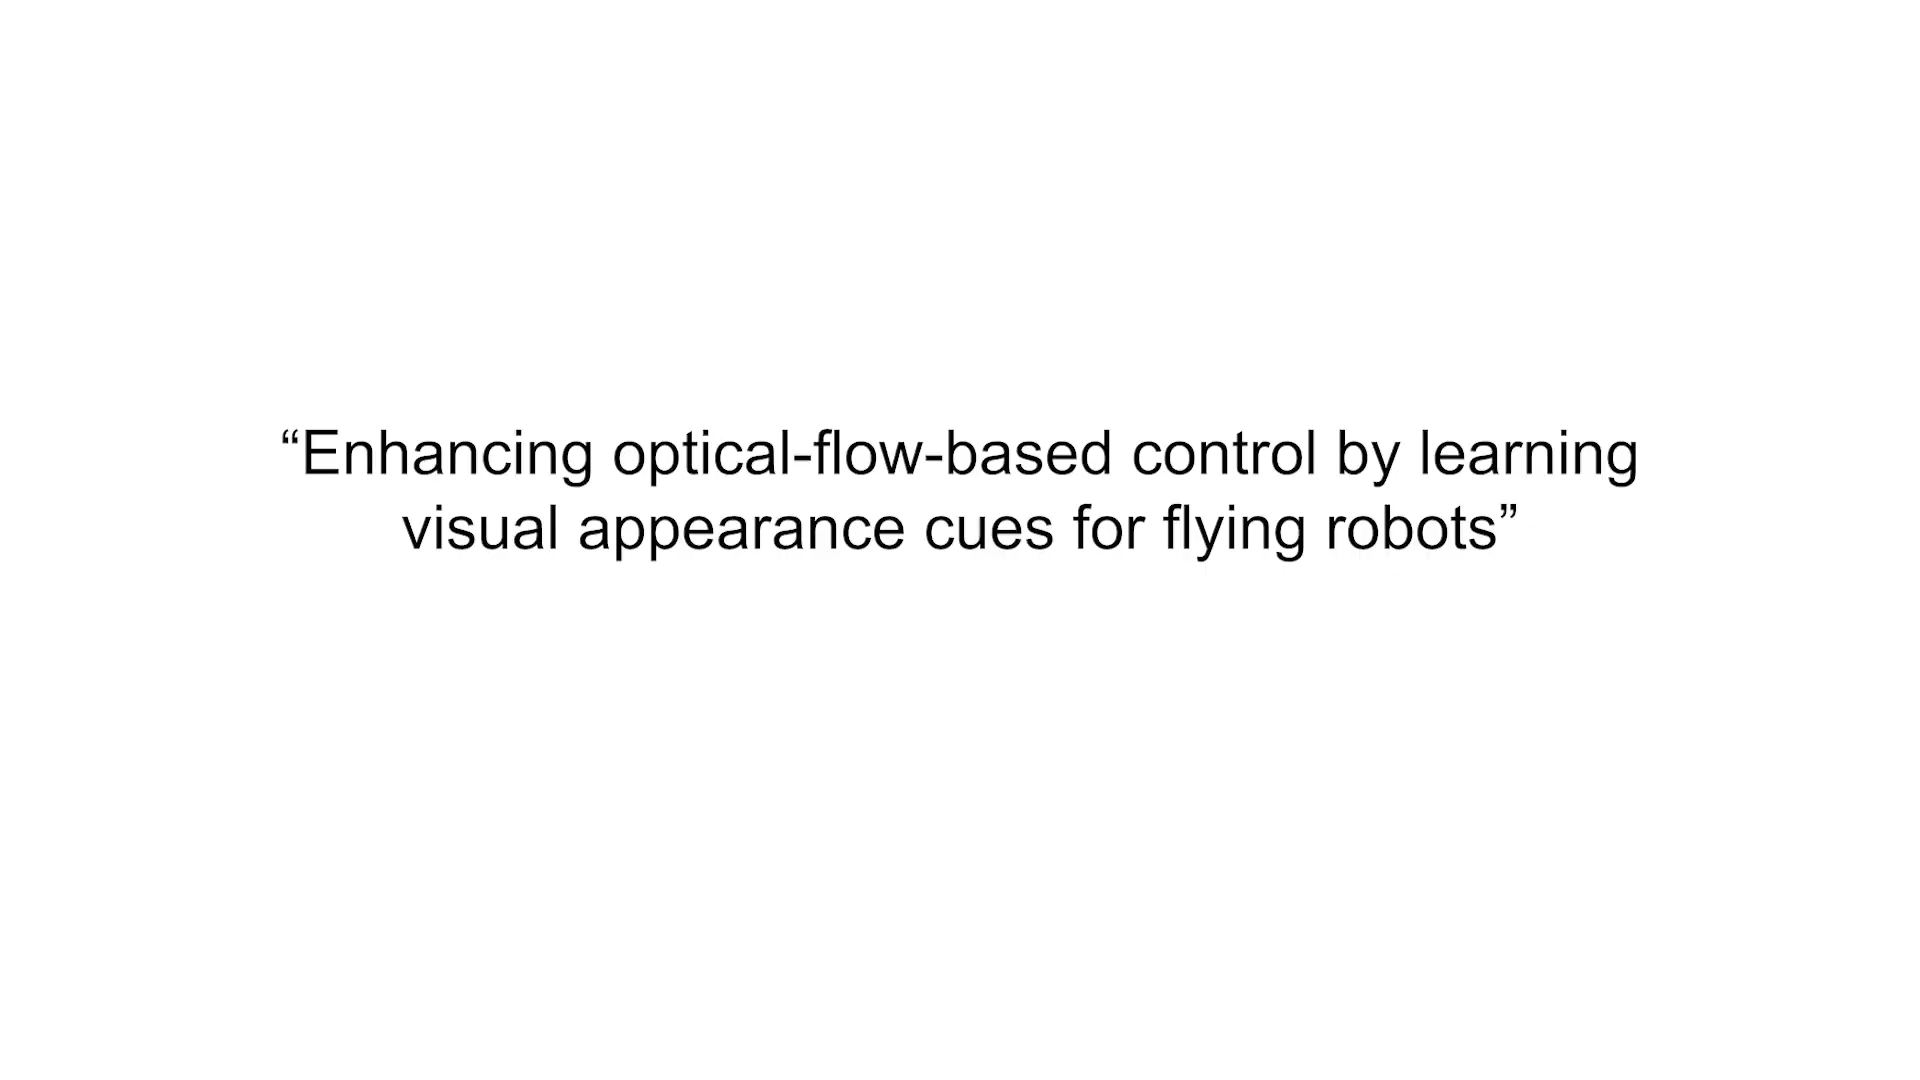 “Enhancing optical-flow-based control by learning
visual appearance cues for flying robots”